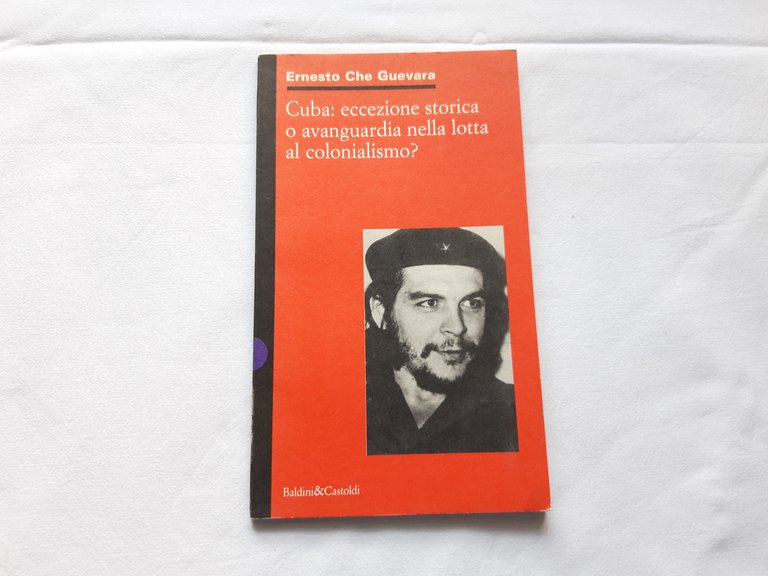 Ernesto Che Guevara
Cuba: eccezione storica
o avanguardia nella lotta
al colonialismo?
Baldini&Castoldi